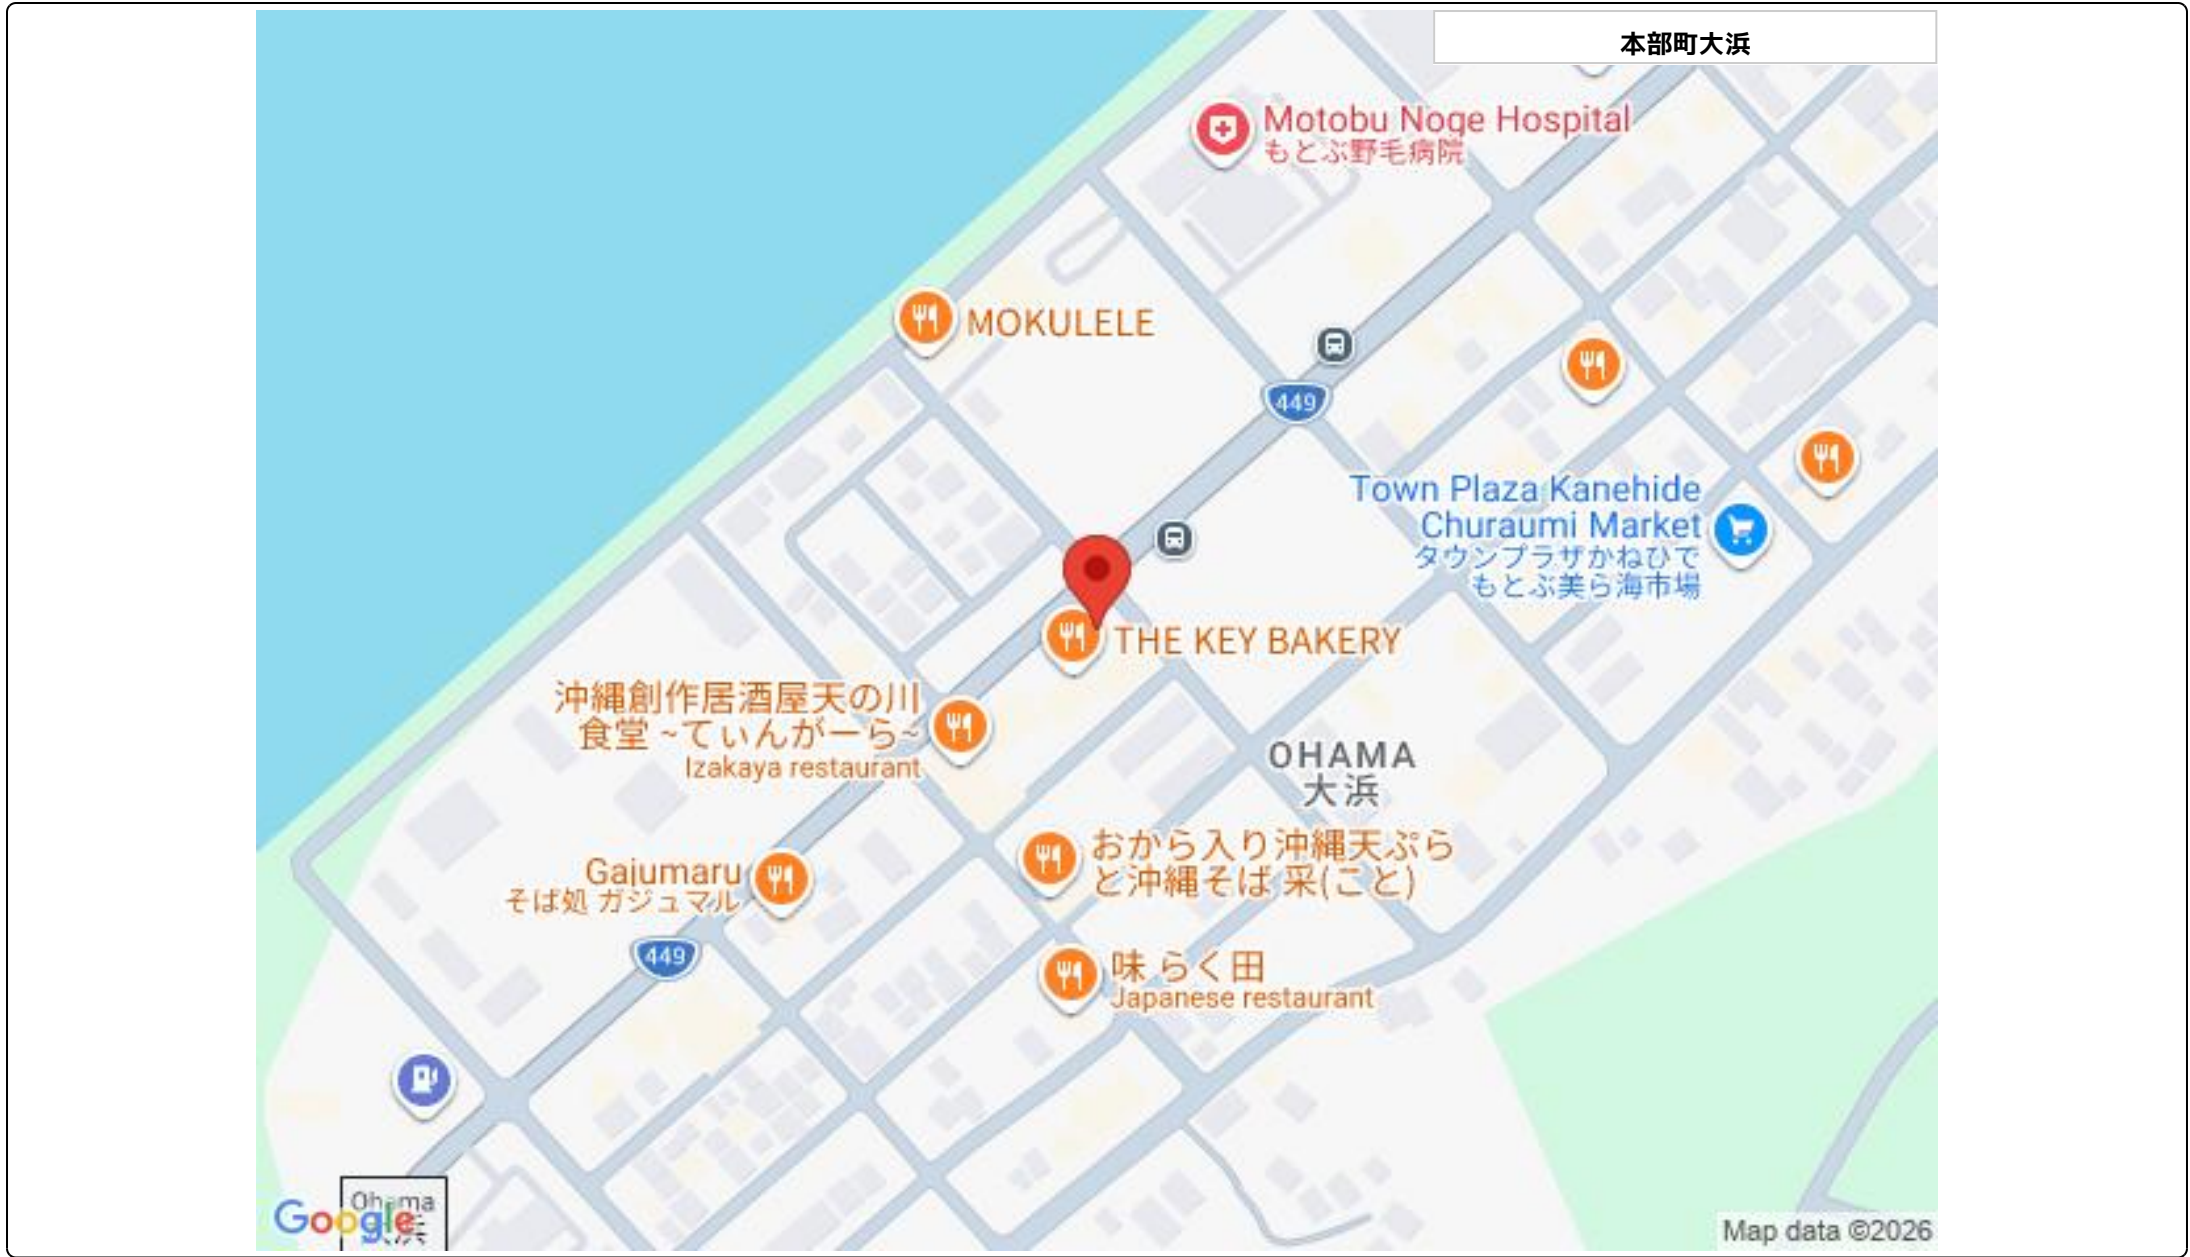 本部町大浜
Motobu Noge Hospital
もとぶ野毛病院
MOKULELE
449
Town Plaza Kanehide
Churaumi Market
タウンプラザかねひで
もとぶ美ら海市場
THE KEY BAKERY
沖縄創作居酒屋天の川
食堂 ~てぃんがーら~
Izakaya restaurant
OHAMA
大浜
おから入り沖縄天ぷら
と沖縄そば 采(こと)
Gajumaru
そば処 ガジュマル
449
味 らく田
Japanese restaurant
Ohama
Google
Map data ©2026